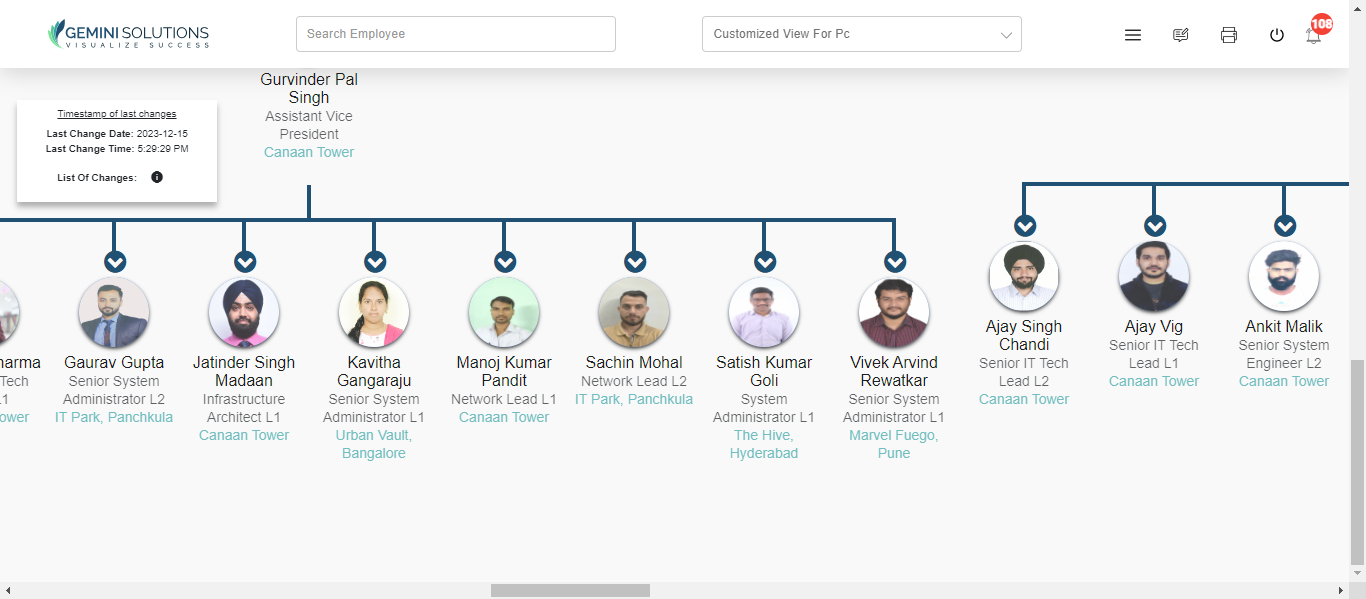 GEMINI SOLUTIONS
VISUALIZE SUCCESS
Search Employee
Customized View For Pc
108
Gurvinder Pal
Singh
Assistant Vice
President
Canaan Tower
Timestamp of last changes
Last Change Date: 2023-12-15
Last Change Time: 5:29:29 PM
List Of Changes:
harma
Tech
L1
ower
Gaurav Gupta
Senior System
Administrator L2
IT Park, Panchkula
Jatinder Singh
Madaan
Infrastructure
Architect L1
Canaan Tower
Kavitha
Gangaraju
Senior System
Administrator L1
Urban Vault,
Bangalore
Manoj Kumar
Pandit
Network Lead L1
Canaan Tower
Sachin Mohal
Network Lead L2
IT Park, Panchkula
Satish Kumar
Goli
System
Administrator L1
The Hive,
Hyderabad
Vivek Arvind
Rewatkar
Senior System
Administrator L1
Marvel Fuego,
Pune
Ajay Singh
Chandi
Senior IT Tech
Lead L2
Canaan Tower
Ajay Vig
Senior IT Tech
Lead L1
Canaan Tower
Ankit Malik
Senior System
Engineer L2
Canaan Tower